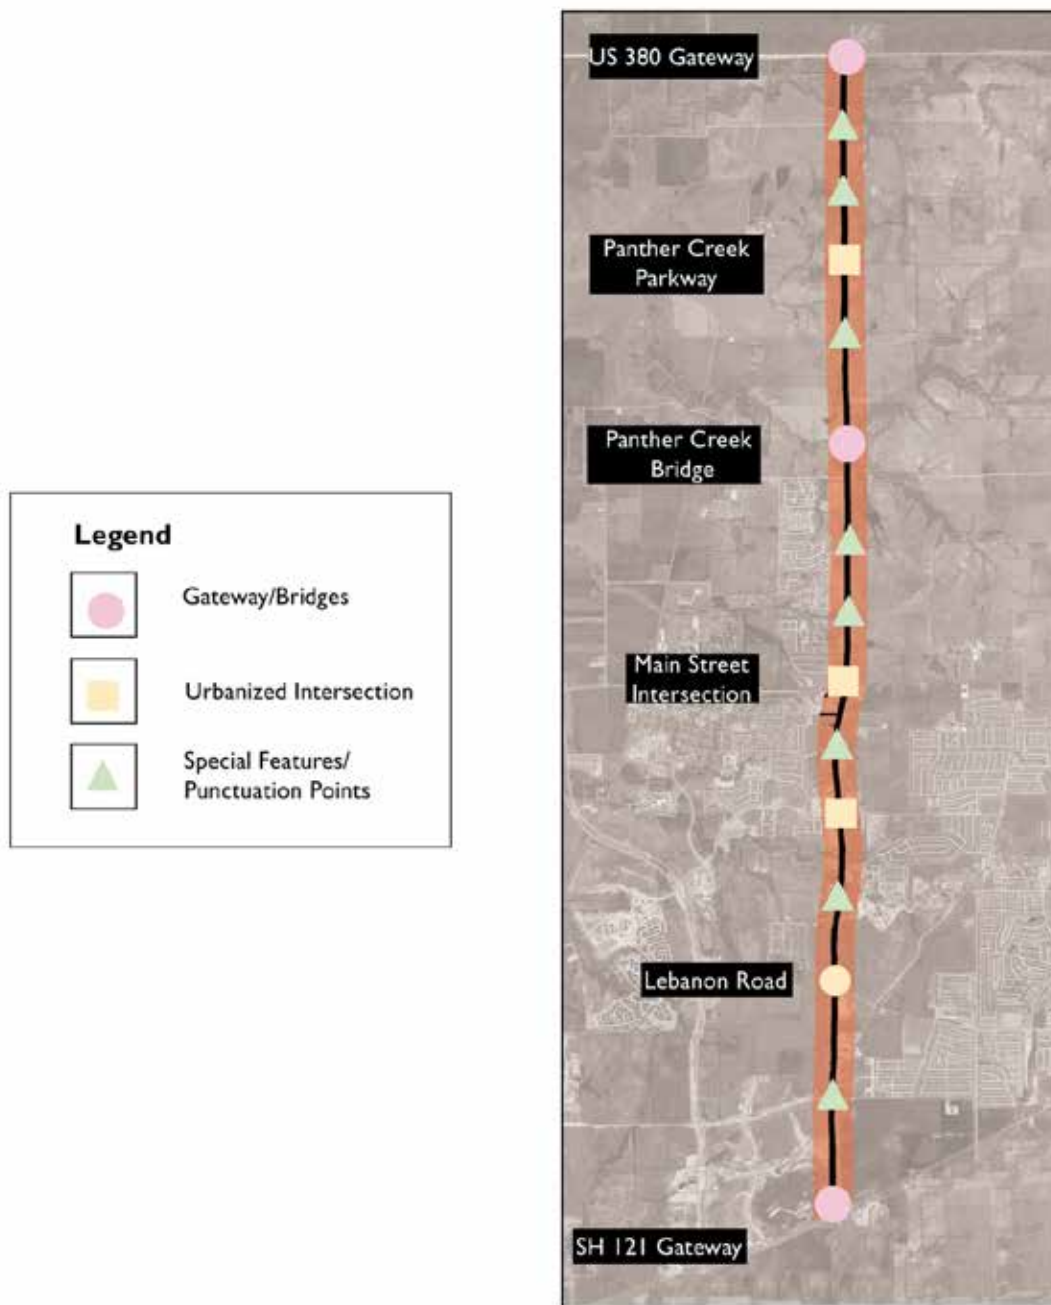 US 380 Gateway
Panther Creek
Parkway
Panther Creek
Bridge
Main Street
Intersection
Lebanon Road
SH 121 Gateway
Legend
Gateway/Bridges
Urbanized Intersection
Special Features/
Punctuation Points